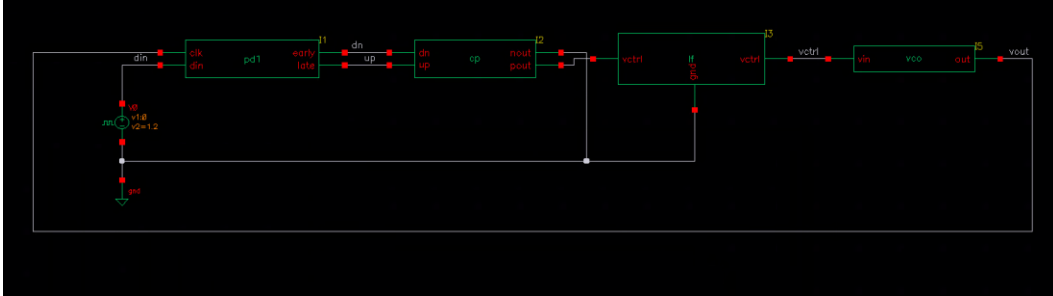 I1
I2
I3
I5
clk
din
pd1
early
late
din
dn
up
dn
up
cp
nout
pout
vctrl
lf
gnd
vctrl
vctrl
vin
vco
out
vout
V0
v1:0
v2=1.2
gnd